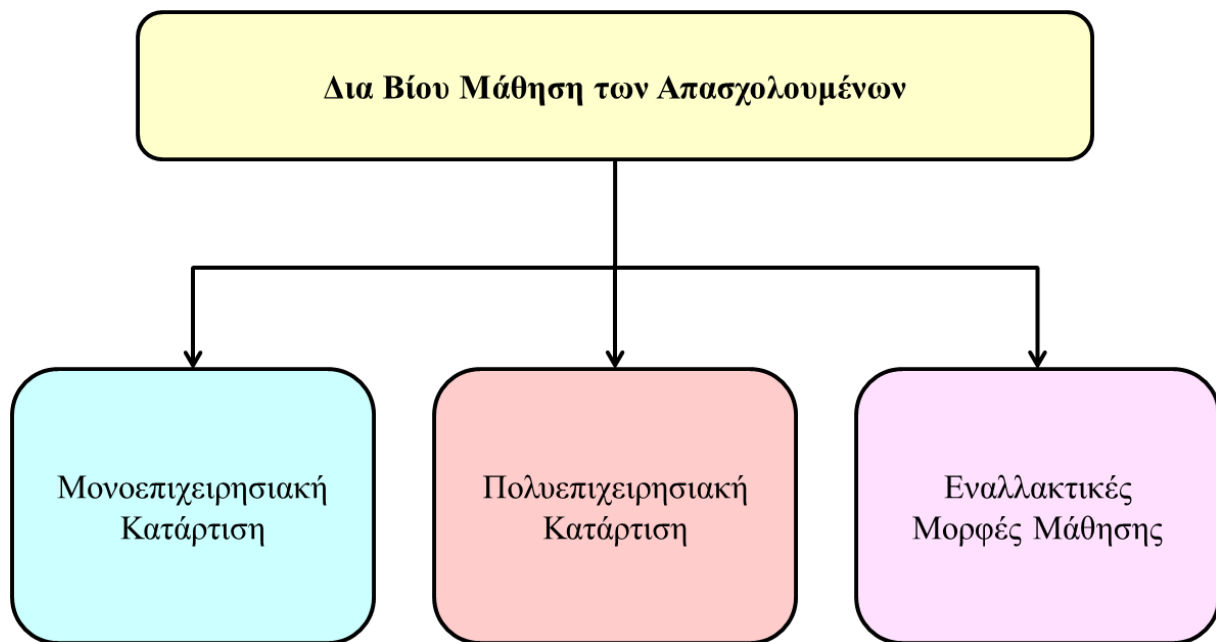 Δια Βίου Μάθηση των Απασχολουμένων
Μονοεπιχειρησιακή
Κατάρτιση
Πολυεπιχειρησιακή
Κατάρτιση
Εναλλακτικές
Μορφές Μάθησης